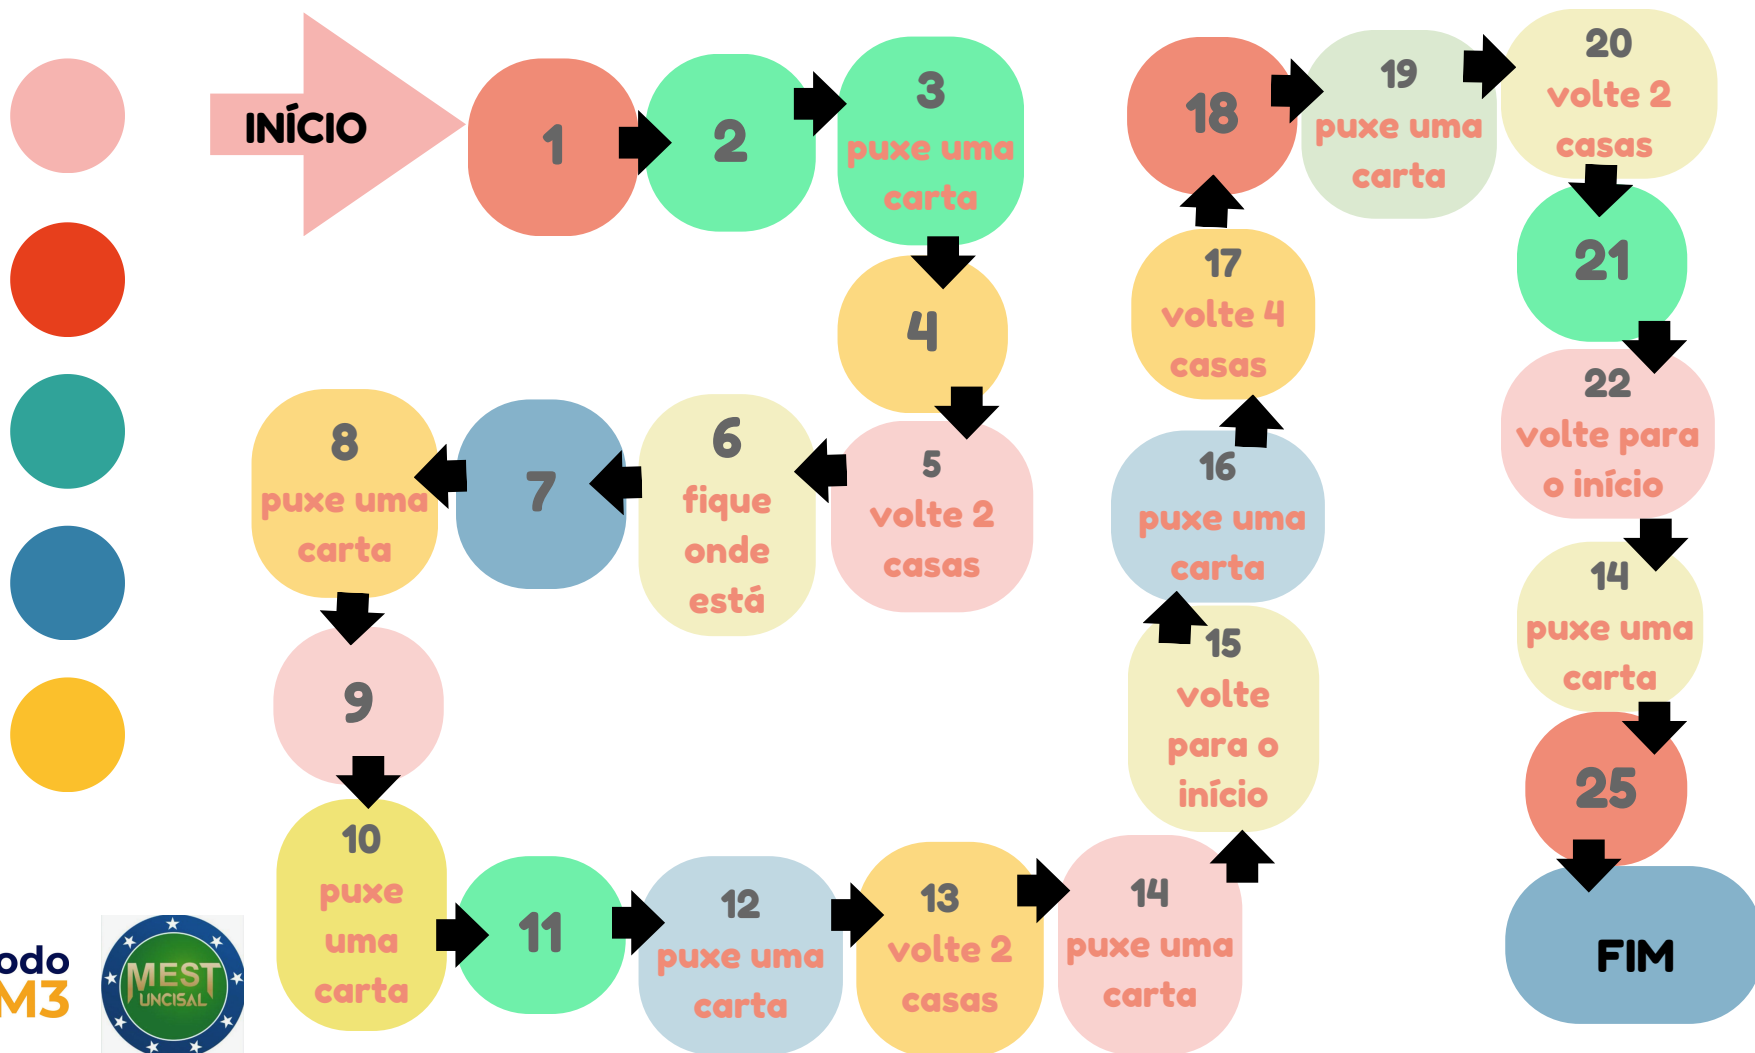 INÍCIO
1
2
3
puxe uma
carta
4
5
volte 2
casas
6
fique
onde
está
7
8
puxe uma
carta
9
10
puxe
uma
carta
11
12
puxe uma
carta
13
volte 2
casas
14
puxe uma
carta
15
volte
para o
início
16
puxe uma
carta
17
volte 4
casas
18
19
puxe uma
carta
20
volte 2
casas
21
22
volte para
o início
14
puxe uma
carta
25
FIM
odo
M3
MEST
UNCISAL